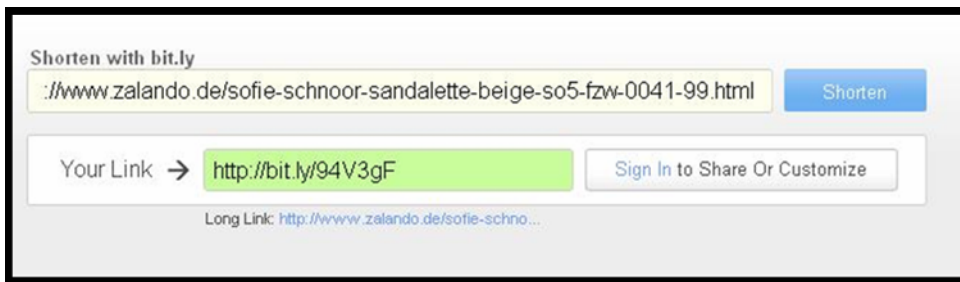 Shorten with bit.ly
://www.zalando.de/sofie-schnoor-sandalette-beige-so5-fzw-0041-99.html Shorten
Your Link → http://bit.ly/94V3gF Sign In to Share Or Customize
Long Link: http://www.zalando.de/sofie-schno...